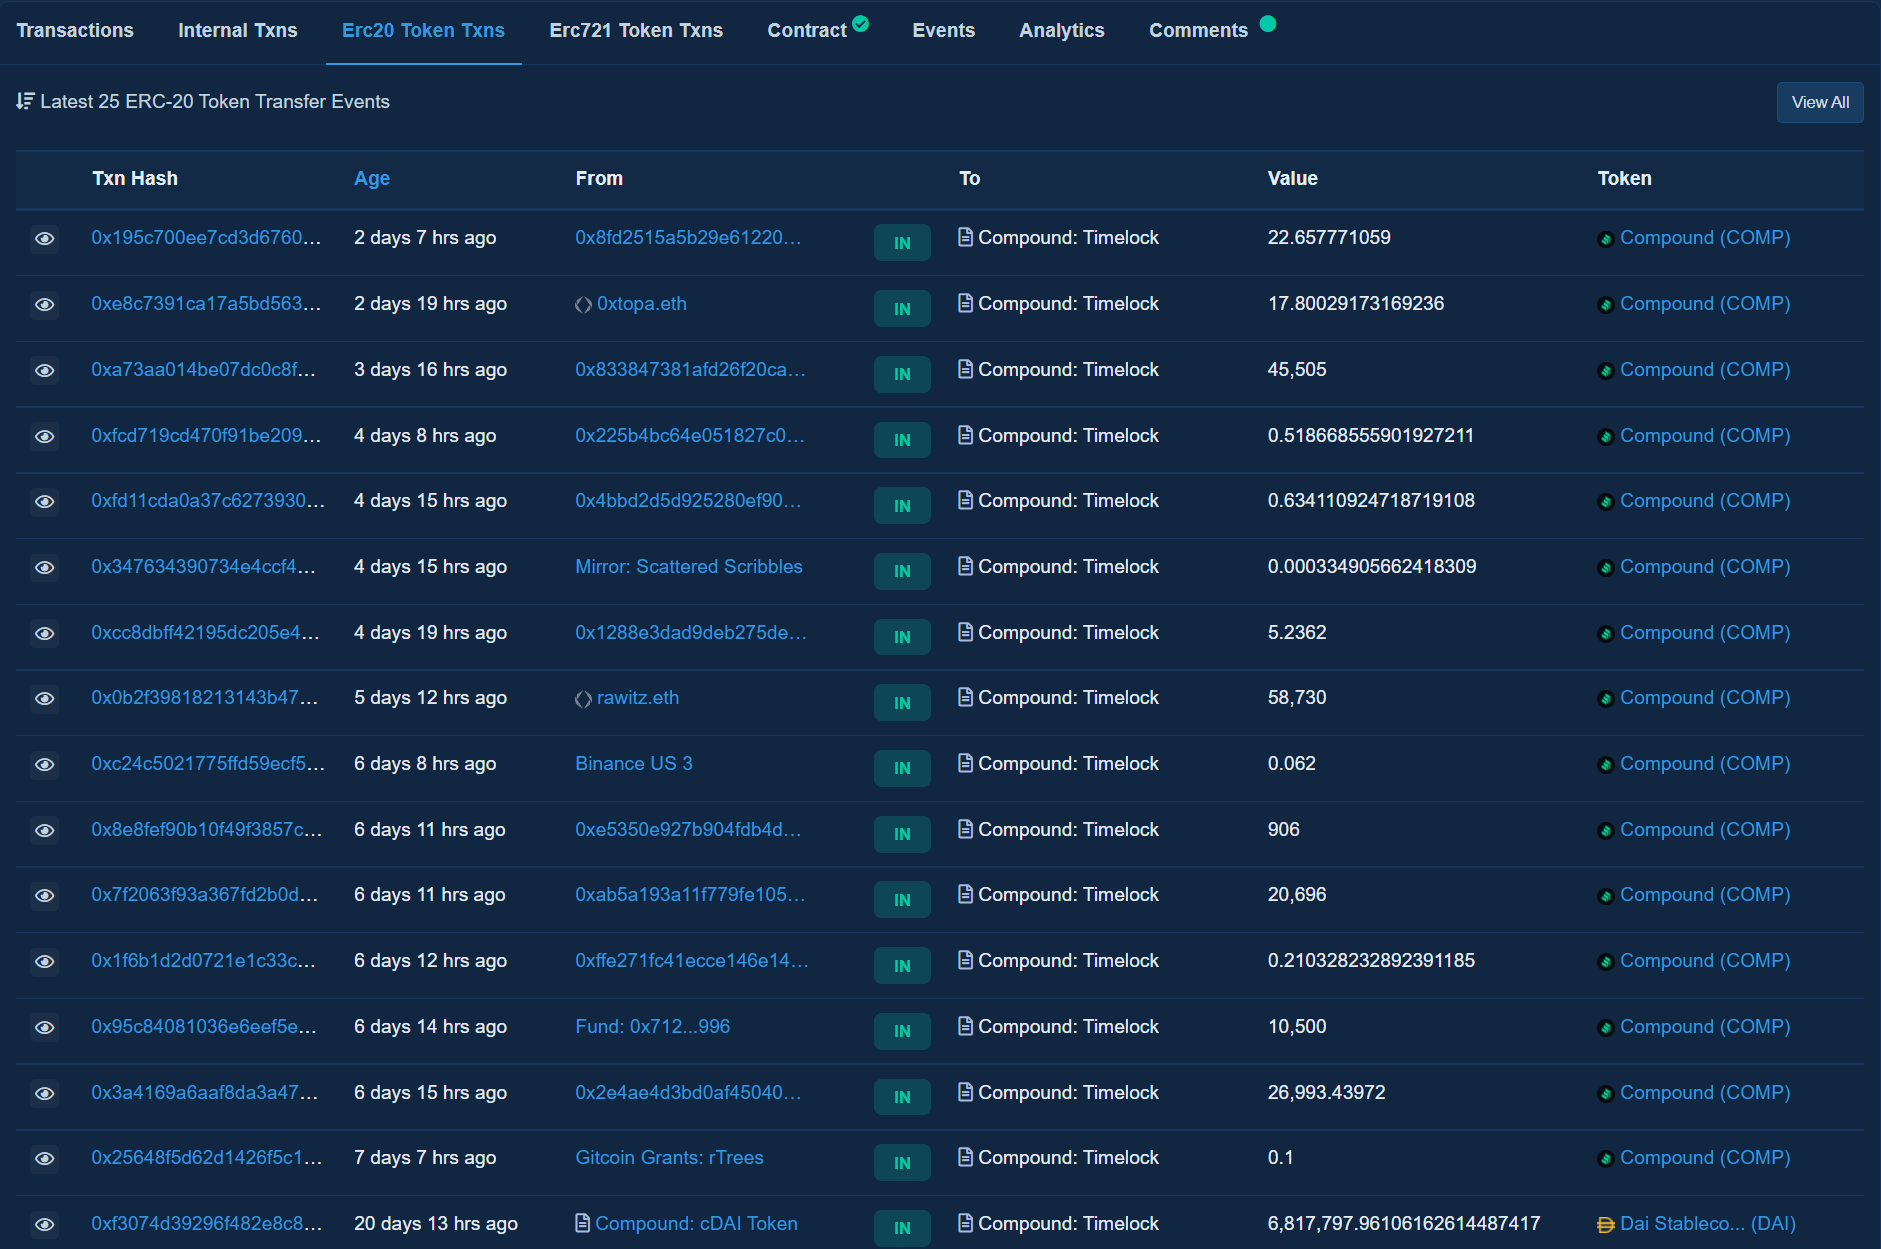 Transactions Internal Txns Erc20 Token Txns Erc721 Token Txns Contract Events Analytics Comments
Latest 25 ERC-20 Token Transfer Events View All
Txn Hash Age From To Value Token
0x195c700ee7cd3d6760... 2 days 7 hrs ago 0x8fd2515a5b29e61220... IN Compound: Timelock 22.657771059 Compound (COMP)
0xe8c7391ca17a5bd563... 2 days 19 hrs ago 0xtopa.eth IN Compound: Timelock 17.80029173169236 Compound (COMP)
0xa73aa014be07dc0c8f... 3 days 16 hrs ago 0x833847381afd26f20ca... IN Compound: Timelock 45,505 Compound (COMP)
0xfcd719cd470f91be209... 4 days 8 hrs ago 0x225b4bc64e051827c0... IN Compound: Timelock 0.518668555901927211 Compound (COMP)
0xfd11cda0a37c6273930... 4 days 15 hrs ago 0x4bbd2d5d925280ef90... IN Compound: Timelock 0.634110924718719108 Compound (COMP)
0x347634390734e4ccf4... 4 days 15 hrs ago Mirror: Scattered Scribbles IN Compound: Timelock 0.000334905662418309 Compound (COMP)
0xcc8dbff42195dc205e4... 4 days 19 hrs ago 0x1288e3dad9deb275de... IN Compound: Timelock 5.2362 Compound (COMP)
0x0b2f39818213143b47... 5 days 12 hrs ago rawitz.eth IN Compound: Timelock 58,730 Compound (COMP)
0xc24c5021775ffd59ecf5... 6 days 8 hrs ago Binance US 3 IN Compound: Timelock 0.062 Compound (COMP)
0x8e8fef90b10f49f3857c... 6 days 11 hrs ago 0xe5350e927b904fdb4d... IN Compound: Timelock 906 Compound (COMP)
0x7f2063f93a367fd2b0d... 6 days 11 hrs ago 0xab5a193a11f779fe105... IN Compound: Timelock 20,696 Compound (COMP)
0x1f6b1d2d0721e1c33c... 6 days 12 hrs ago 0xffe271fc41ecce146e14... IN Compound: Timelock 0.210328232892391185 Compound (COMP)
0x95c84081036e6eef5e... 6 days 14 hrs ago Fund: 0x712...996 IN Compound: Timelock 10,500 Compound (COMP)
0x3a4169a6aaf8da3a47... 6 days 15 hrs ago 0x2e4ae4d3bd0af45040... IN Compound: Timelock 26,993.43972 Compound (COMP)
0x25648f5d62d1426f5c1... 7 days 7 hrs ago Gitcoin Grants: rTrees IN Compound: Timelock 0.1 Compound (COMP)
0xf3074d39296f482e8c8... 20 days 13 hrs ago Compound: cDAI Token IN Compound: Timelock 6,817,797.96106162614487417 Dai Stableco... (DAI)